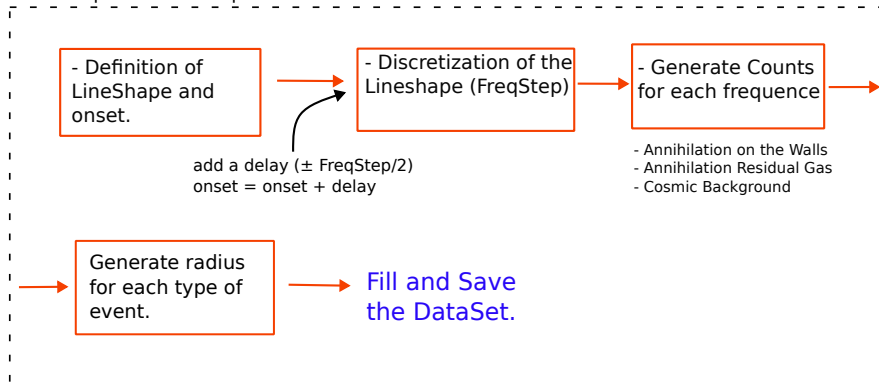 - Definition of
LineShape and
onset.
- Discretization of the
Lineshape (FreqStep)
- Generate Counts
for each frequence
add a delay (± FreqStep/2)
onset = onset + delay
- Annihilation on the Walls
- Annihilation Residual Gas
- Cosmic Background
Generate radius
for each type of
event.
Fill and Save
the DataSet.